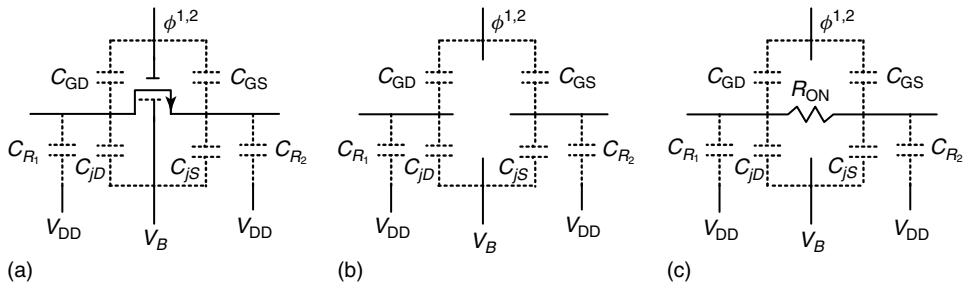 ϕ1,2
CGD
CGS
CR1
CjD
CjS
CR2
VDD
VB
VDD
(a)
ϕ1,2
CGD
CGS
CR1
CjD
CjS
CR2
VDD
VB
VDD
(b)
ϕ1,2
CGD
CGS
RON
CR1
CjD
CjS
CR2
VDD
VB
VDD
(c)